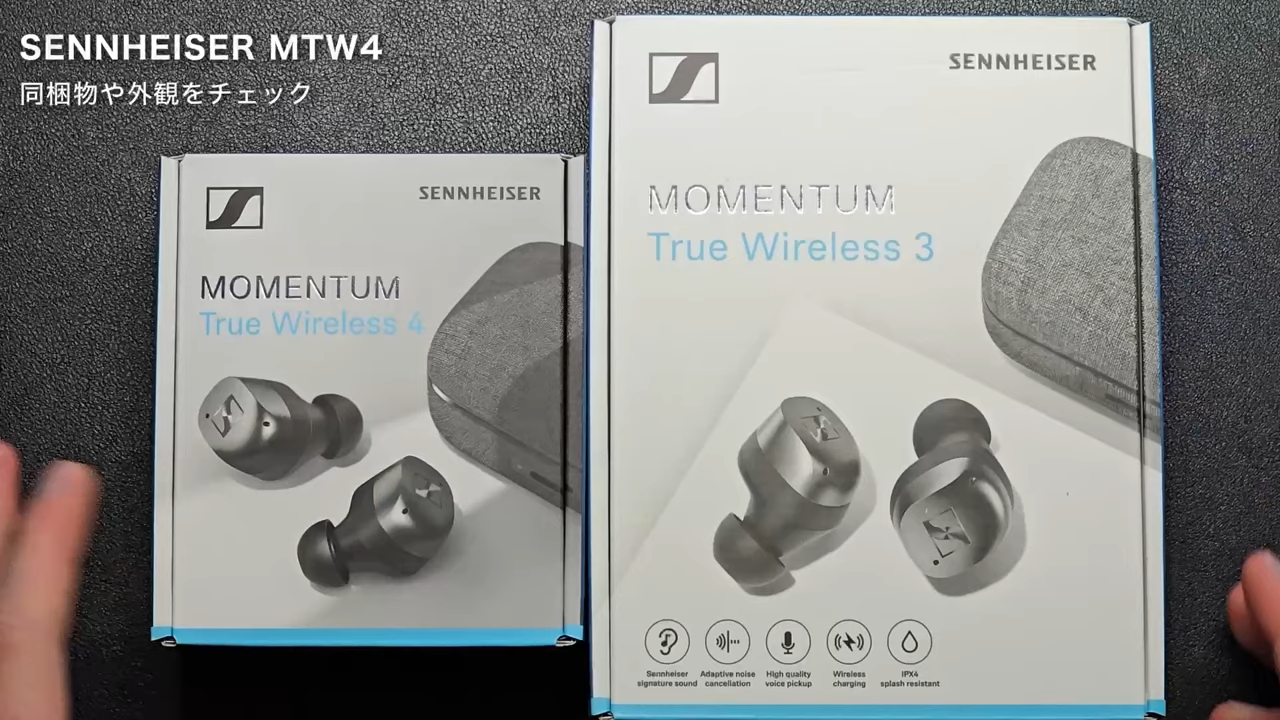 SENNHEISER MTW4
同梱物や外観をチェック
SENNHEISER
MOMENTUM
True Wireless 4
SENNHEISER
MOMENTUM
True Wireless 3
Sennheiser
signature sound
Adaptive noise
cancellation
High quality
voice pickup
Wireless
charging
IPX4
splash resistant